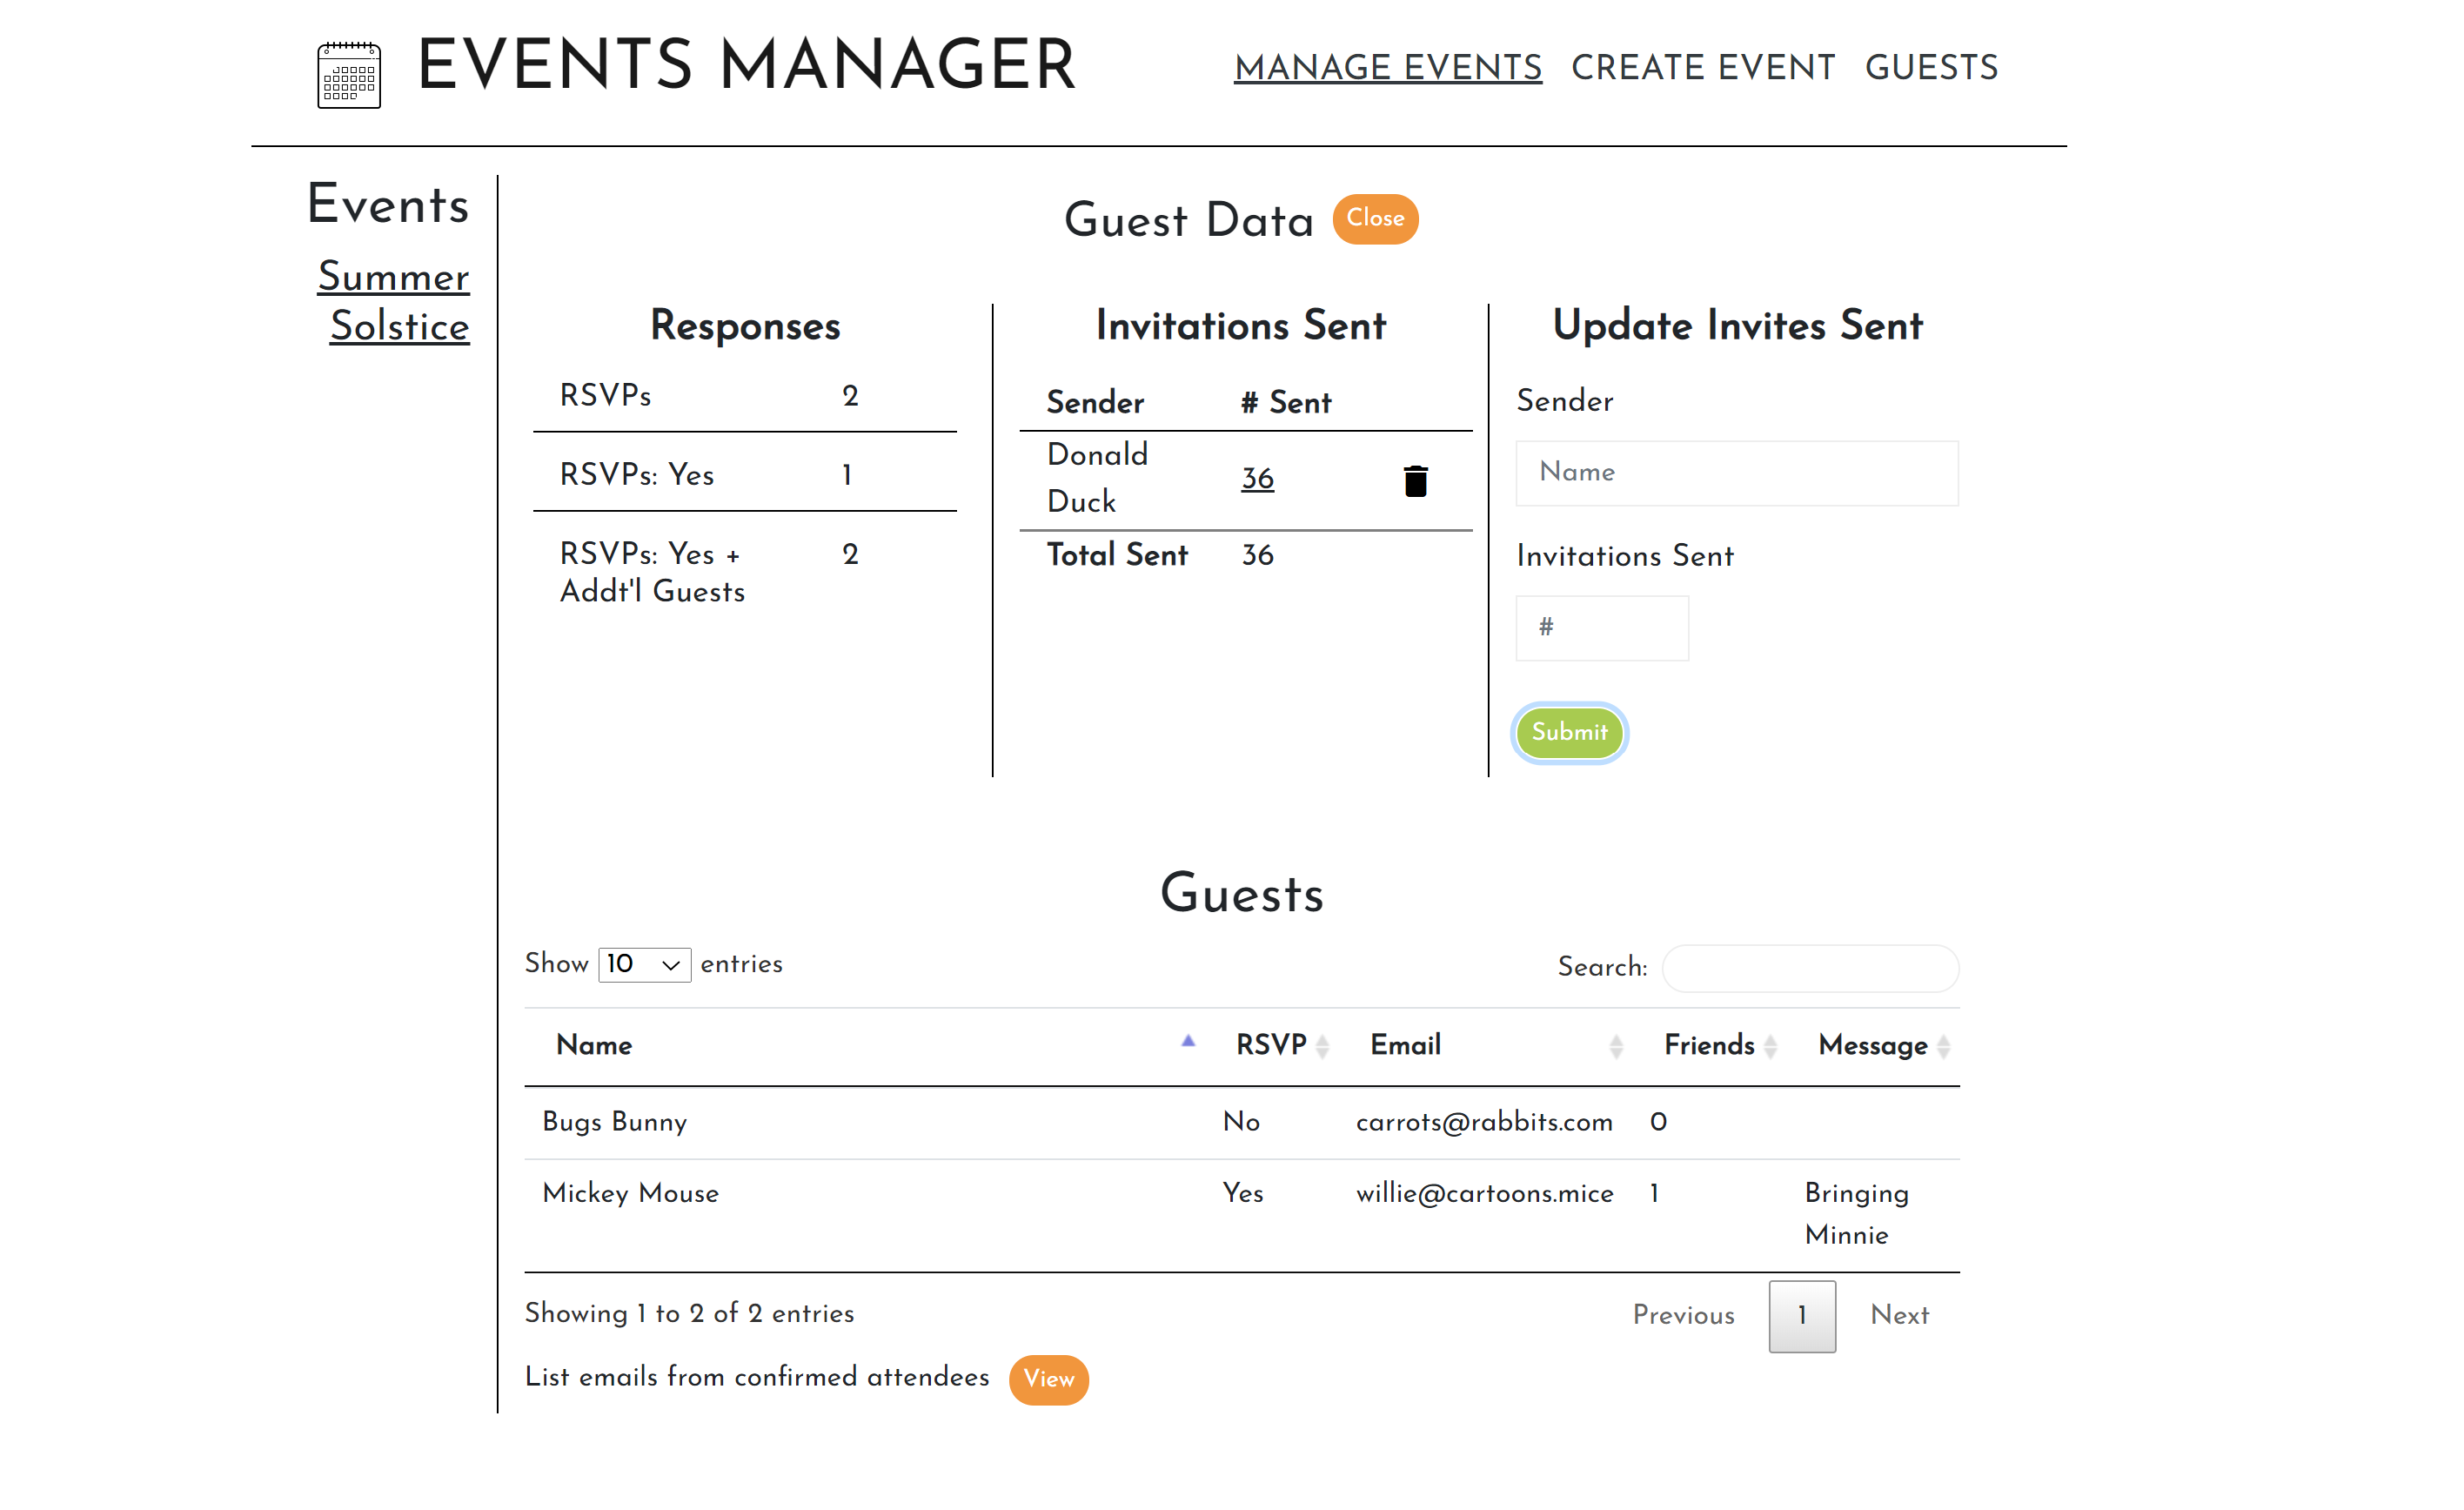 EVENTS MANAGER
MANAGE EVENTS CREATE EVENT GUESTS
Events
Summer
Solstice
Guest Data Close
Responses
RSVPs 2
RSVPs: Yes 1
RSVPs: Yes + 2
Addt'l Guests
Invitations Sent
Sender # Sent
Donald
Duck
36
Total Sent 36
Update Invites Sent
Sender
Name
Invitations Sent
#
Submit
Guests
Show 10 entries
Search:
Name RSVP Email Friends Message
Bugs Bunny No carrots@rabbits.com 0
Mickey Mouse Yes willie@cartoons.mice 1 Bringing
Minnie
Showing 1 to 2 of 2 entries
Previous 1 Next
List emails from confirmed attendees View